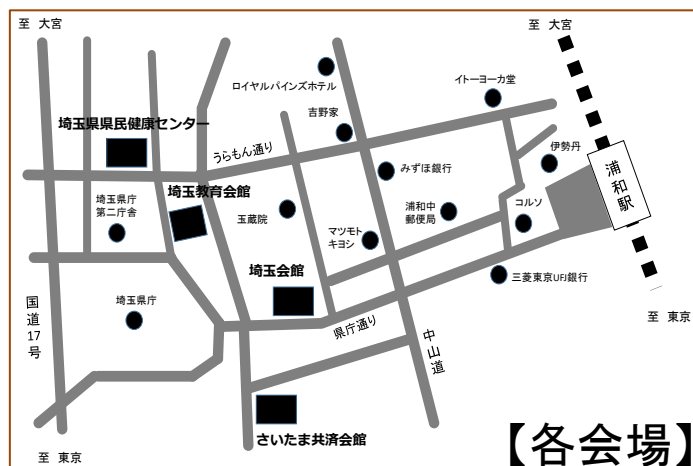 至 大宮
至 大宮
ロイヤルパインズホテル
イトーヨーカ堂
吉野家
埼玉県県民健康センター
うらもん通り
伊勢丹
みずほ銀行
浦和駅
埼玉教育会館
埼玉県庁
第二庁舎
玉蔵院
浦和中
郵便局
コルソ
マツモト
キヨシ
埼玉会館
三菱東京UFJ銀行
国道17号
埼玉県庁
県庁通り
中山道
至 東京
さいたま共済会館
至 東京
【各会場】